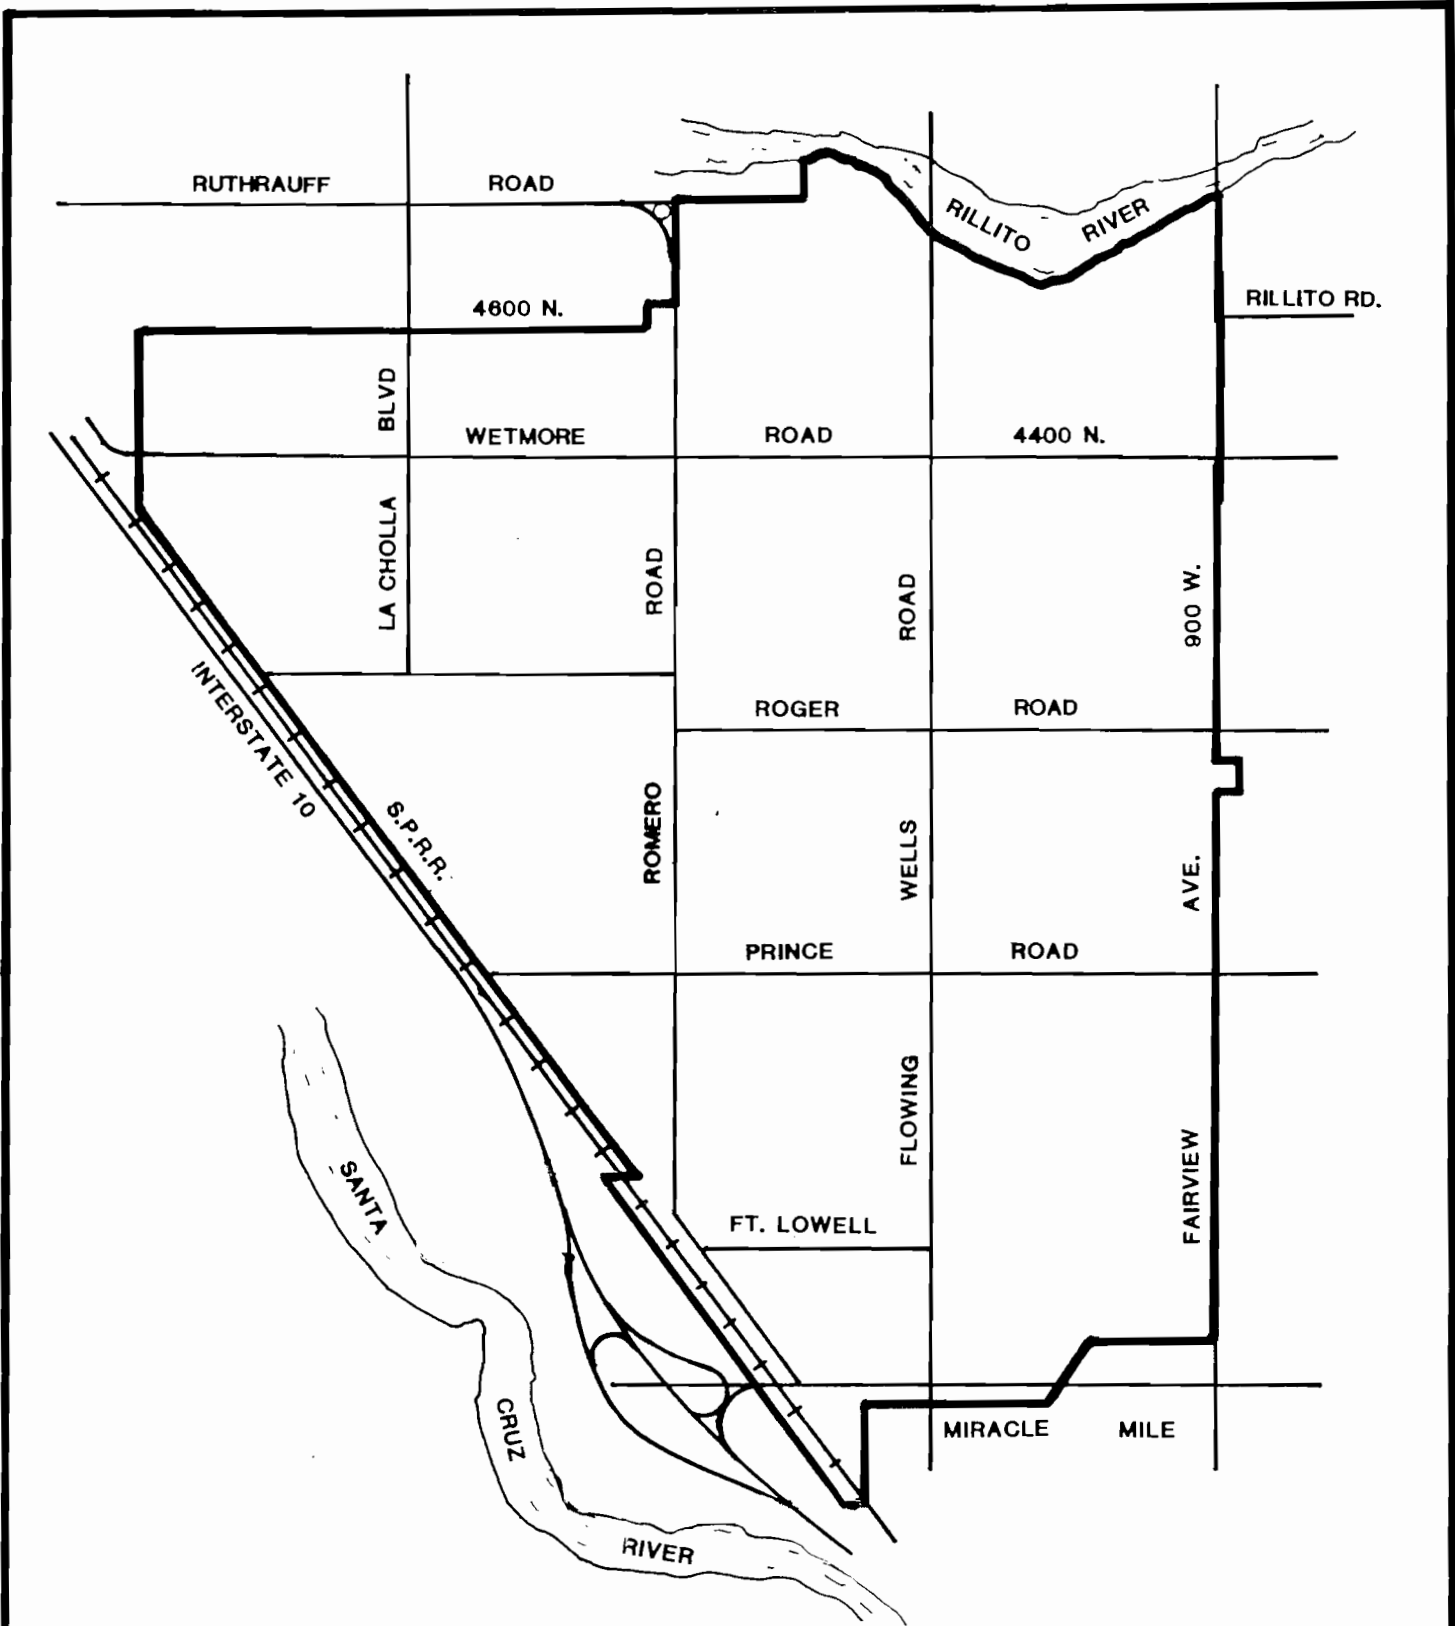 RUTHRAUFF ROAD
RILLITO RIVER
4600 N.
RILLITO RD.
LA CHOLLA BLVD
WETMORE ROAD 4400 N.
ROMERO ROAD
FLOWING WELLS ROAD
FAIRVIEW AVE. 900 W.
INTERSTATE 10
S.P.R.R.
ROGER ROAD
PRINCE ROAD
SANTA CRUZ RIVER
FT. LOWELL
MIRACLE MILE